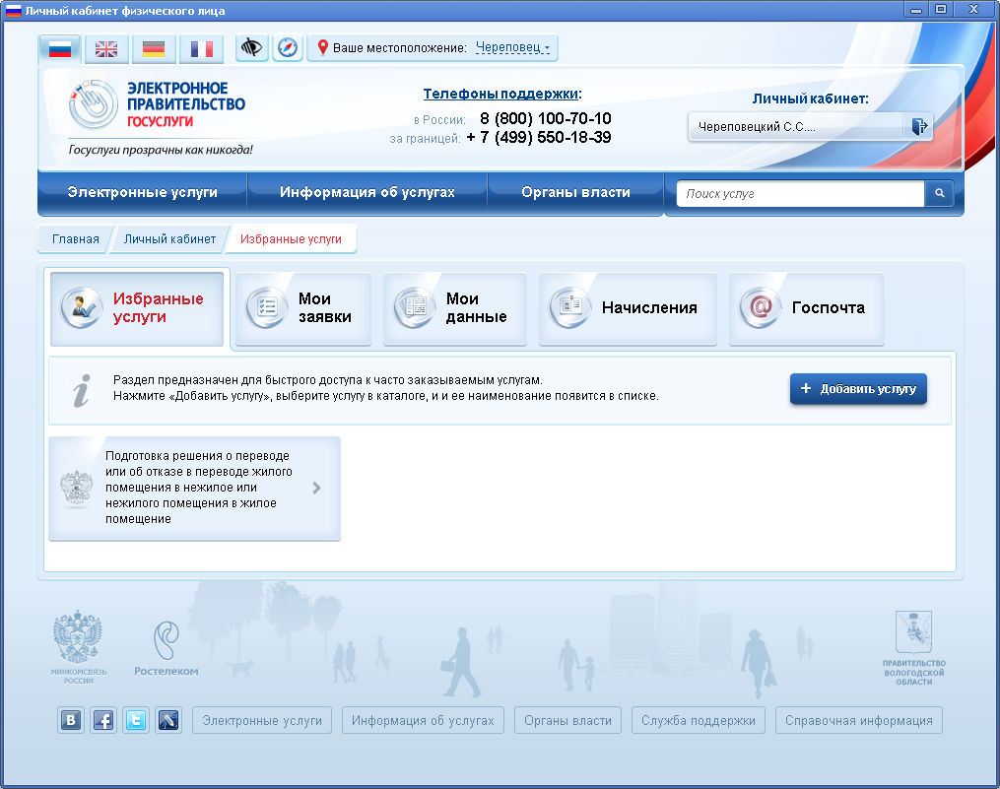 Личный кабинет физического лица
Ваше местоположение: Череповец
ЭЛЕКТРОННОЕ
ПРАВИТЕЛЬСТВО
ГОСУСЛУГИ
Госуслуги прозрачны как никогда!
Телефоны поддержки:
в России: 8 (800) 100-70-10
за границей: + 7 (499) 550-18-39
Личный кабинет:
Череповецкий С.С....
Электронные услуги
Информация об услугах
Органы власти
Поиск услуг
Главная
Личный кабинет
Избранные услуги
Избранные
услуги
Мои
заявки
Мои
данные
Начисления
Госпочта
Раздел предназначен для быстрого доступа к часто заказываемым услугам.
Нажмите «Добавить услугу», выберите услугу в каталоге, и и ее наименование появится в списке.
+ Добавить услугу
Подготовка решения о переводе
или об отказе в переводе жилого
помещения в нежилое или
нежилого помещения в жилое
помещение
МИНКОМСВЯЗЬ
РОССИИ
Ростелеком
ПРАВИТЕЛЬСТВО
ВОЛОГОДСКОЙ
ОБЛАСТИ
Электронные услуги
Информация об услугах
Органы власти
Служба поддержки
Справочная информация